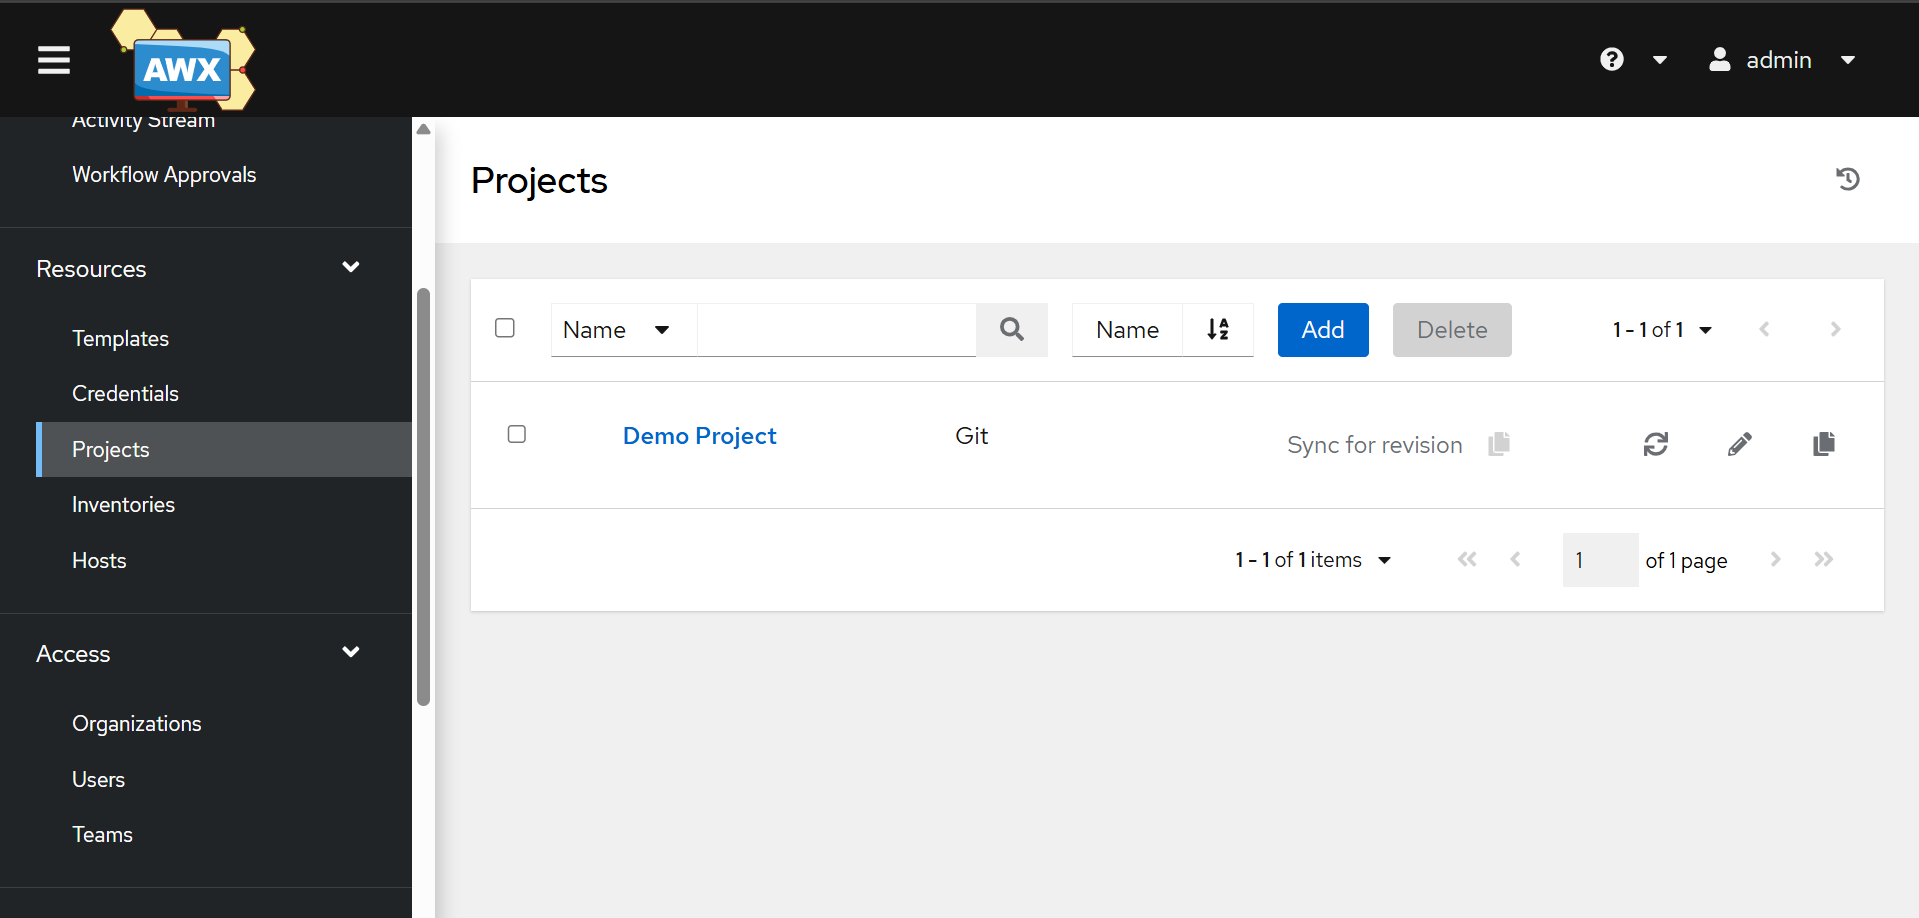 AWX
admin
Activity Stream
Workflow Approvals
Resources
Templates
Credentials
Projects
Inventories
Hosts
Access
Organizations
Users
Teams
Projects
Name
Name
Add
Delete
1 - 1 of 1
Demo Project
Git
Sync for revision
1 - 1 of 1 items
1
of 1 page